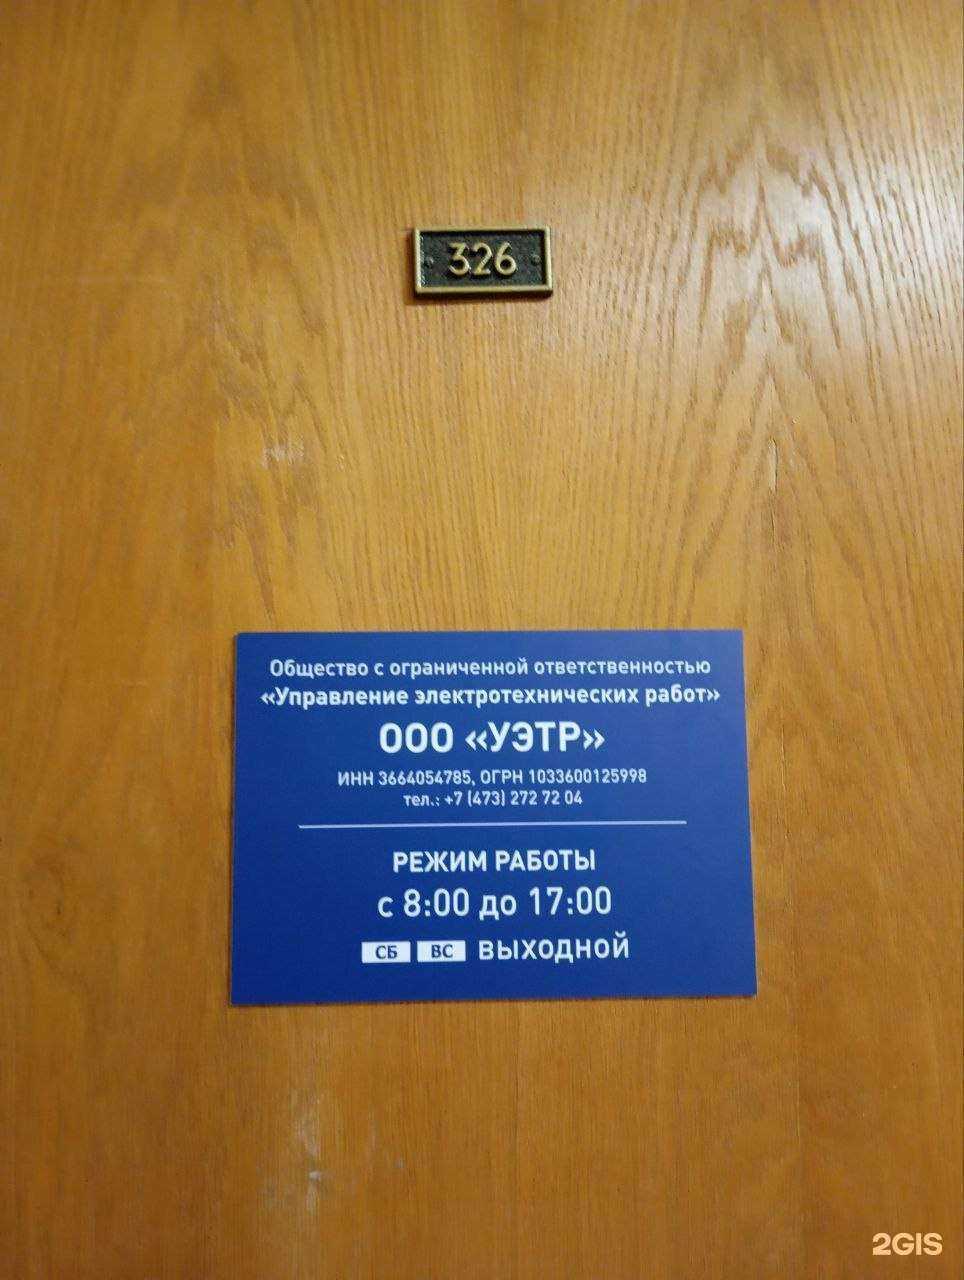 326
Общество с ограниченной ответственностью
«Управление электротехнических работ»
ООО «УЭТР»
ИНН 3664054785, ОГРН 1033600125998
тел.: +7 (473) 272 72 04
РЕЖИМ РАБОТЫ
с 8:00 до 17:00
СБ ВС ВЫХОДНОЙ
2GIS